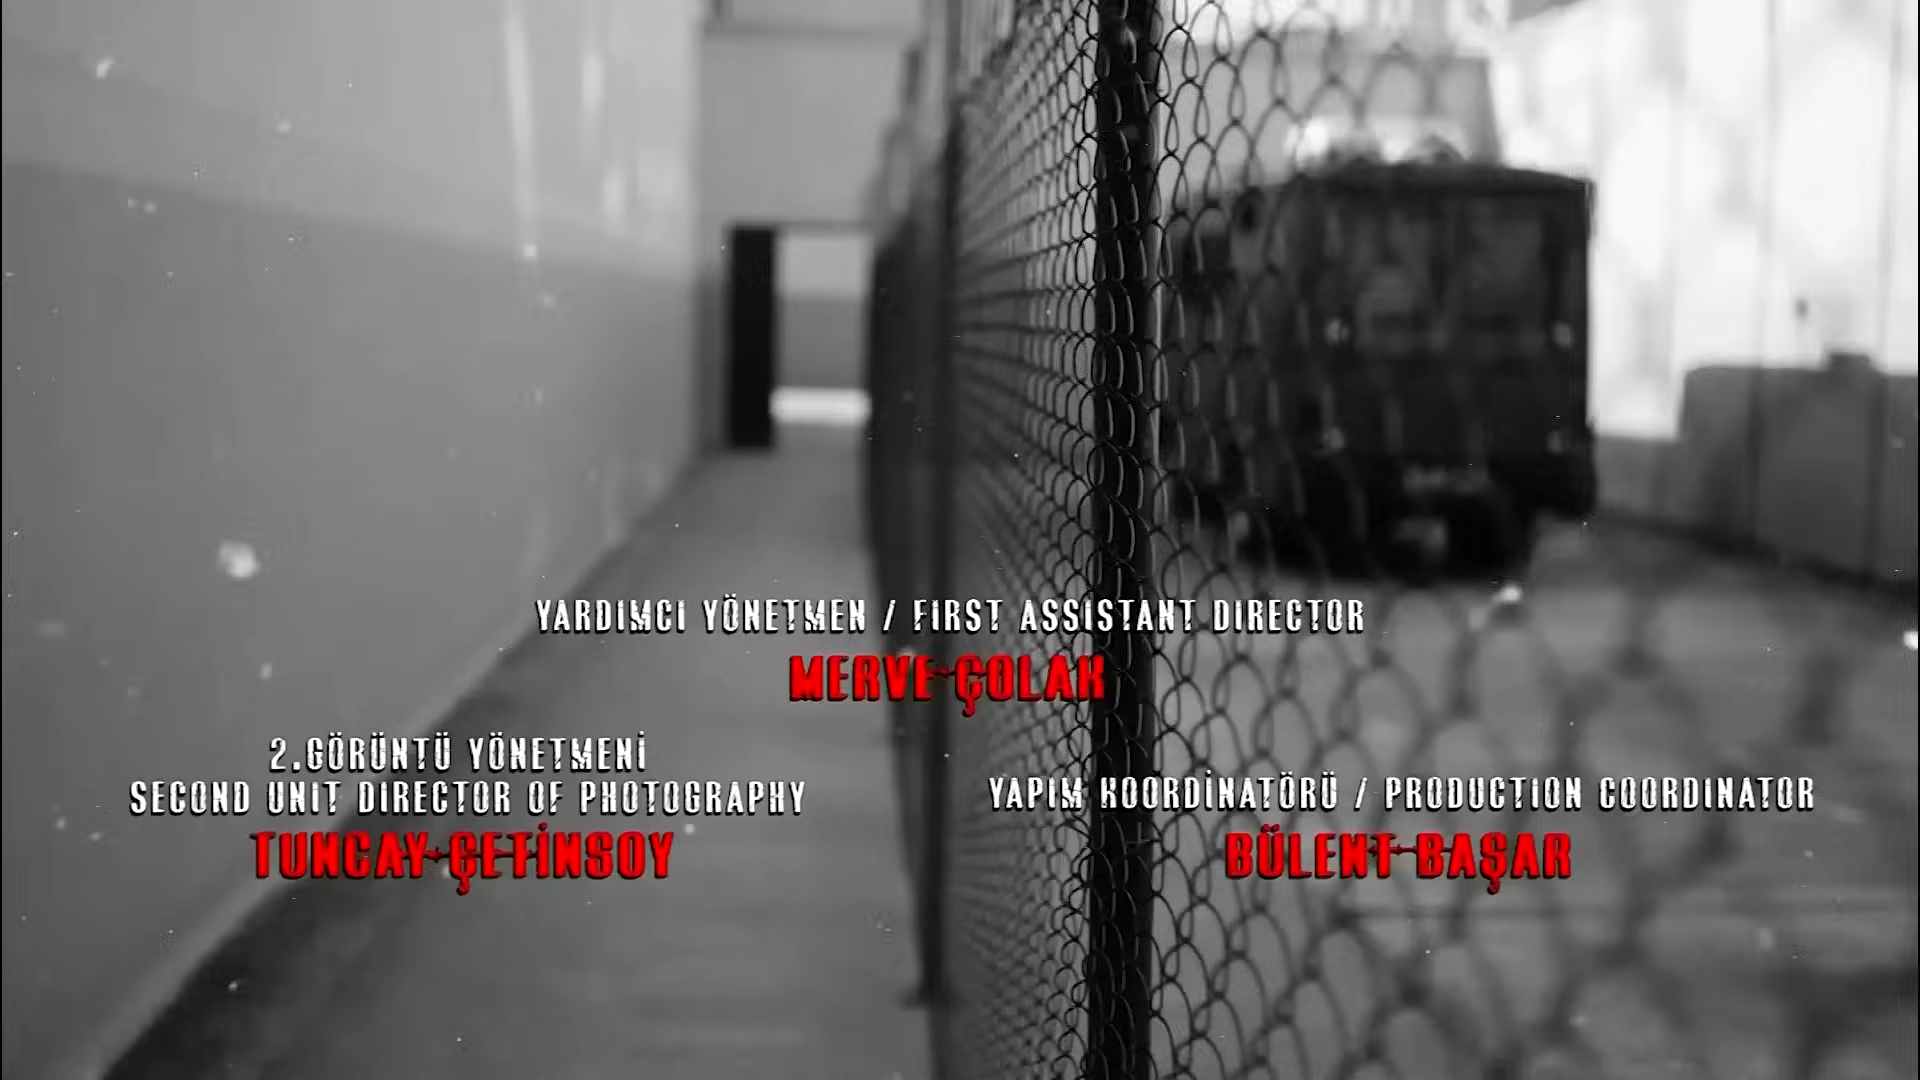 YARDIMCI YÖNETMEN / FIRST ASSISTANT DIRECTOR
MERVE ÇOLAK
2.GÖRÜNTÜ YÖNETMENİ
SECOND UNIT DIRECTOR OF PHOTOGRAPHY
TUNCAY ÇETİNSOY
YAPIM KOORDİNATÖRÜ / PRODUCTION COORDINATOR
BÜLENT BAŞAR